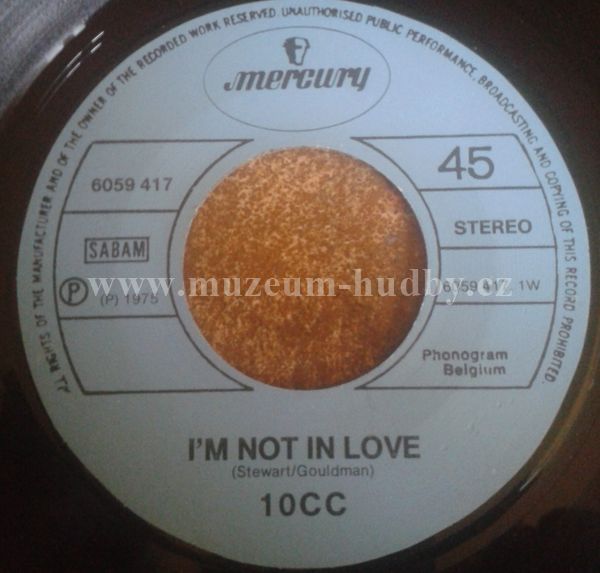 ALL RIGHTS OF THE MANUFACTURER AND OF THE OWNER OF THE RECORDED WORK RESERVED. UNAUTHORISED PUBLIC PERFORMANCE, BROADCASTING AND COPYING OF THIS RECORD PROHIBITED.
mercury
6059 417
45
STEREO
SABAM
P
(P) 1975
6059 417 1W
www.muzeum-hudby.cz
Phonogram
Belgium
I'M NOT IN LOVE
(Stewart/Gouldman)
10CC